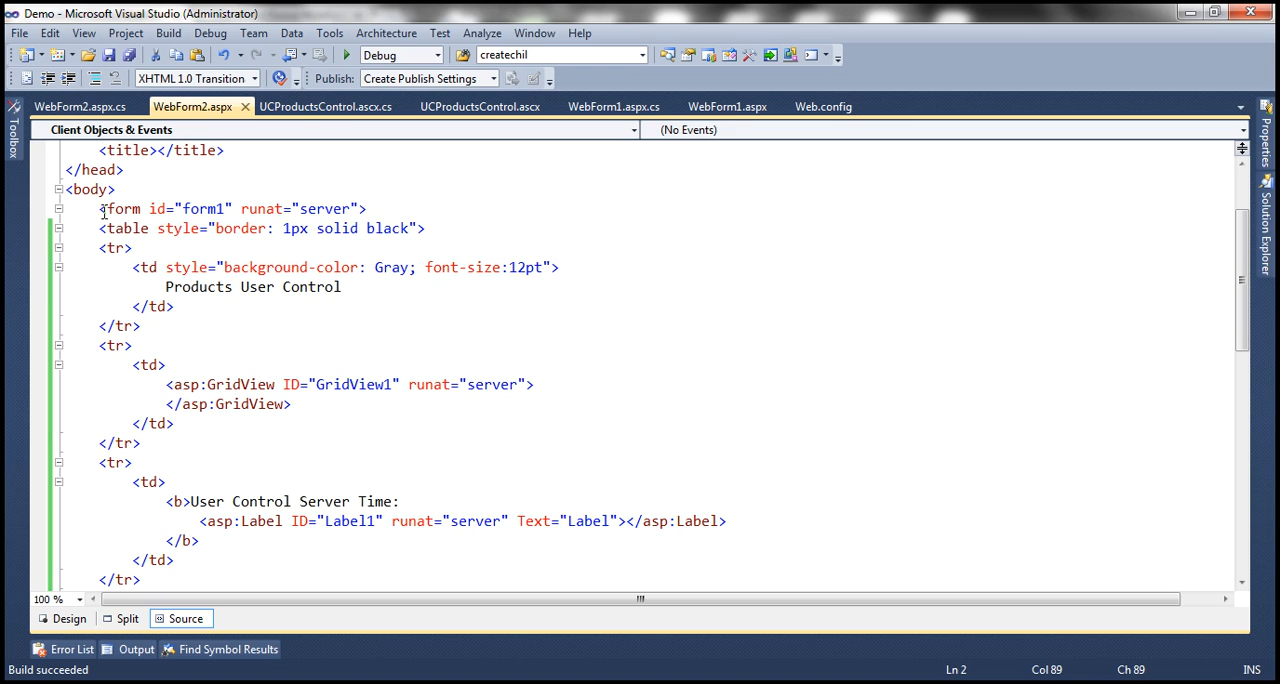 Demo - Microsoft Visual Studio (Administrator)
File Edit View Project Build Debug Team Data Tools Architecture Test Analyze Window Help
Debug createchil
XHTML 1.0 Transition Publish: Create Publish Settings
WebForm2.aspx.cs WebForm2.aspx UCProductsControl.ascx.cs UCProductsControl.ascx WebForm1.aspx.cs WebForm1.aspx Web.config
Toolbox
Properties
Solution Explorer
Client Objects & Events (No Events)
<title></title>
</head>
<body>
<form id="form1" runat="server">
<table style="border: 1px solid black">
<tr>
<td style="background-color: Gray; font-size:12pt">
Products User Control
</td>
</tr>
<tr>
<td>
<asp:GridView ID="GridView1" runat="server">
</asp:GridView>
</td>
</tr>
<tr>
<td>
<b>User Control Server Time:
<asp:Label ID="Label1" runat="server" Text="Label"></asp:Label>
</b>
</td>
</tr>
100 %
Design Split Source
Error List Output Find Symbol Results
Build succeeded Ln 2 Col 89 Ch 89 INS